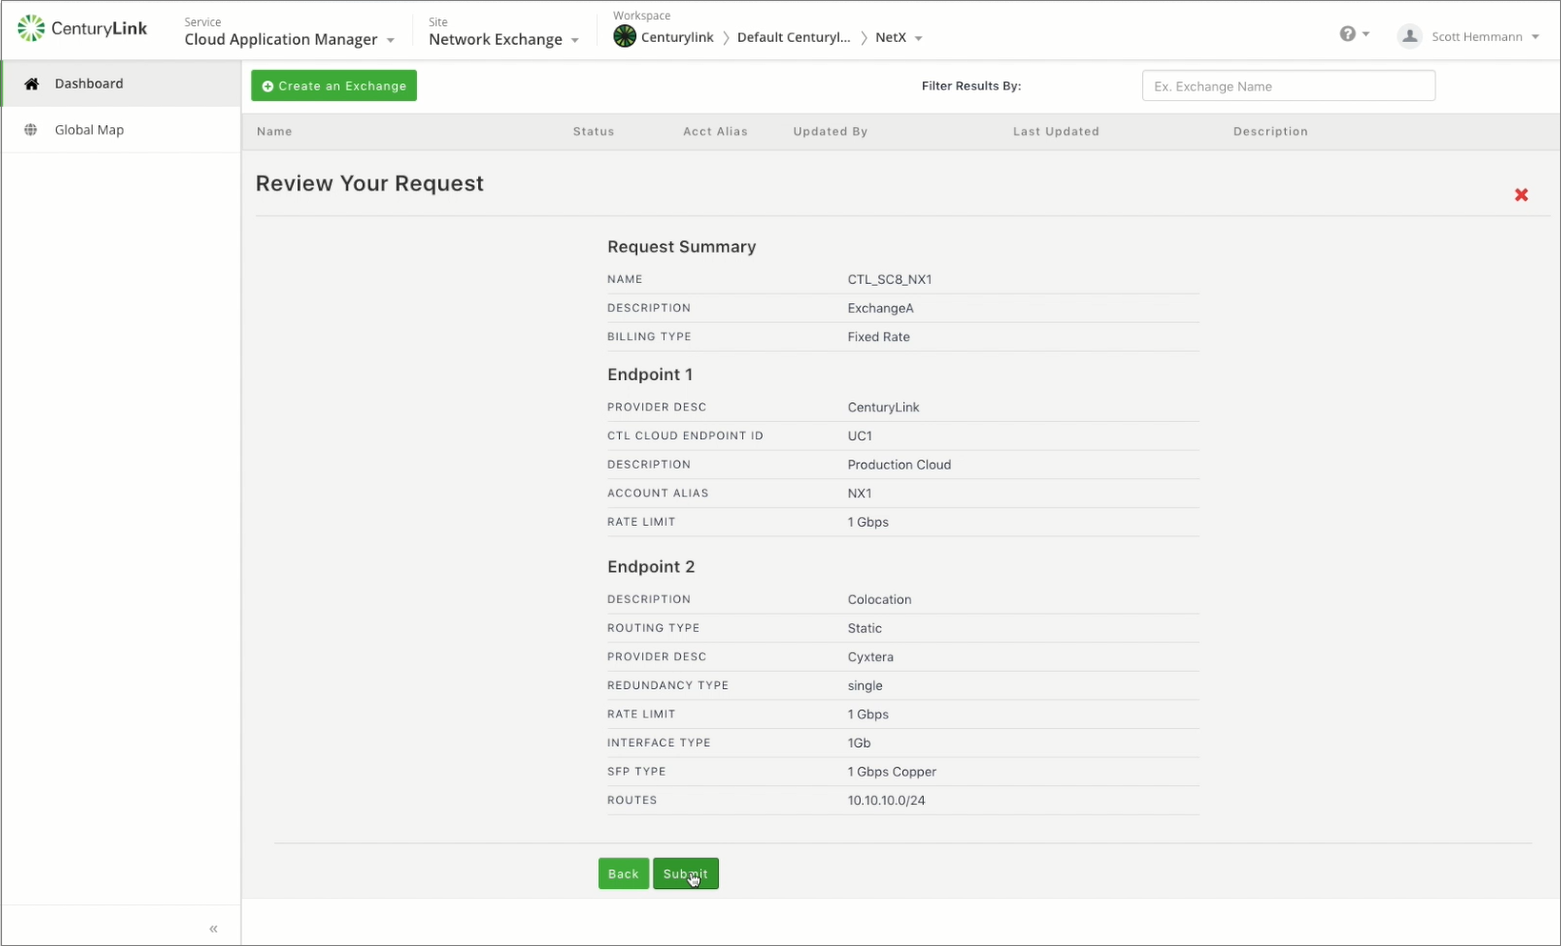 CenturyLink
Service
Cloud Application Manager
Site
Network Exchange
Workspace
Centurylink
Default Centuryl...
NetX
?
Scott Hemmann
Dashboard
Global Map
Create an Exchange
Filter Results By:
Ex. Exchange Name
Name Status Acct Alias Updated By Last Updated Description
Review Your Request
Request Summary
NAME CTL_SC8_NX1
DESCRIPTION ExchangeA
BILLING TYPE Fixed Rate
Endpoint 1
PROVIDER DESC CenturyLink
CTL CLOUD ENDPOINT ID UC1
DESCRIPTION Production Cloud
ACCOUNT ALIAS NX1
RATE LIMIT 1 Gbps
Endpoint 2
DESCRIPTION Colocation
ROUTING TYPE Static
PROVIDER DESC Cyxtera
REDUNDANCY TYPE single
RATE LIMIT 1 Gbps
INTERFACE TYPE 1Gb
SFP TYPE 1 Gbps Copper
ROUTES 10.10.10.0/24
Back Submit
«